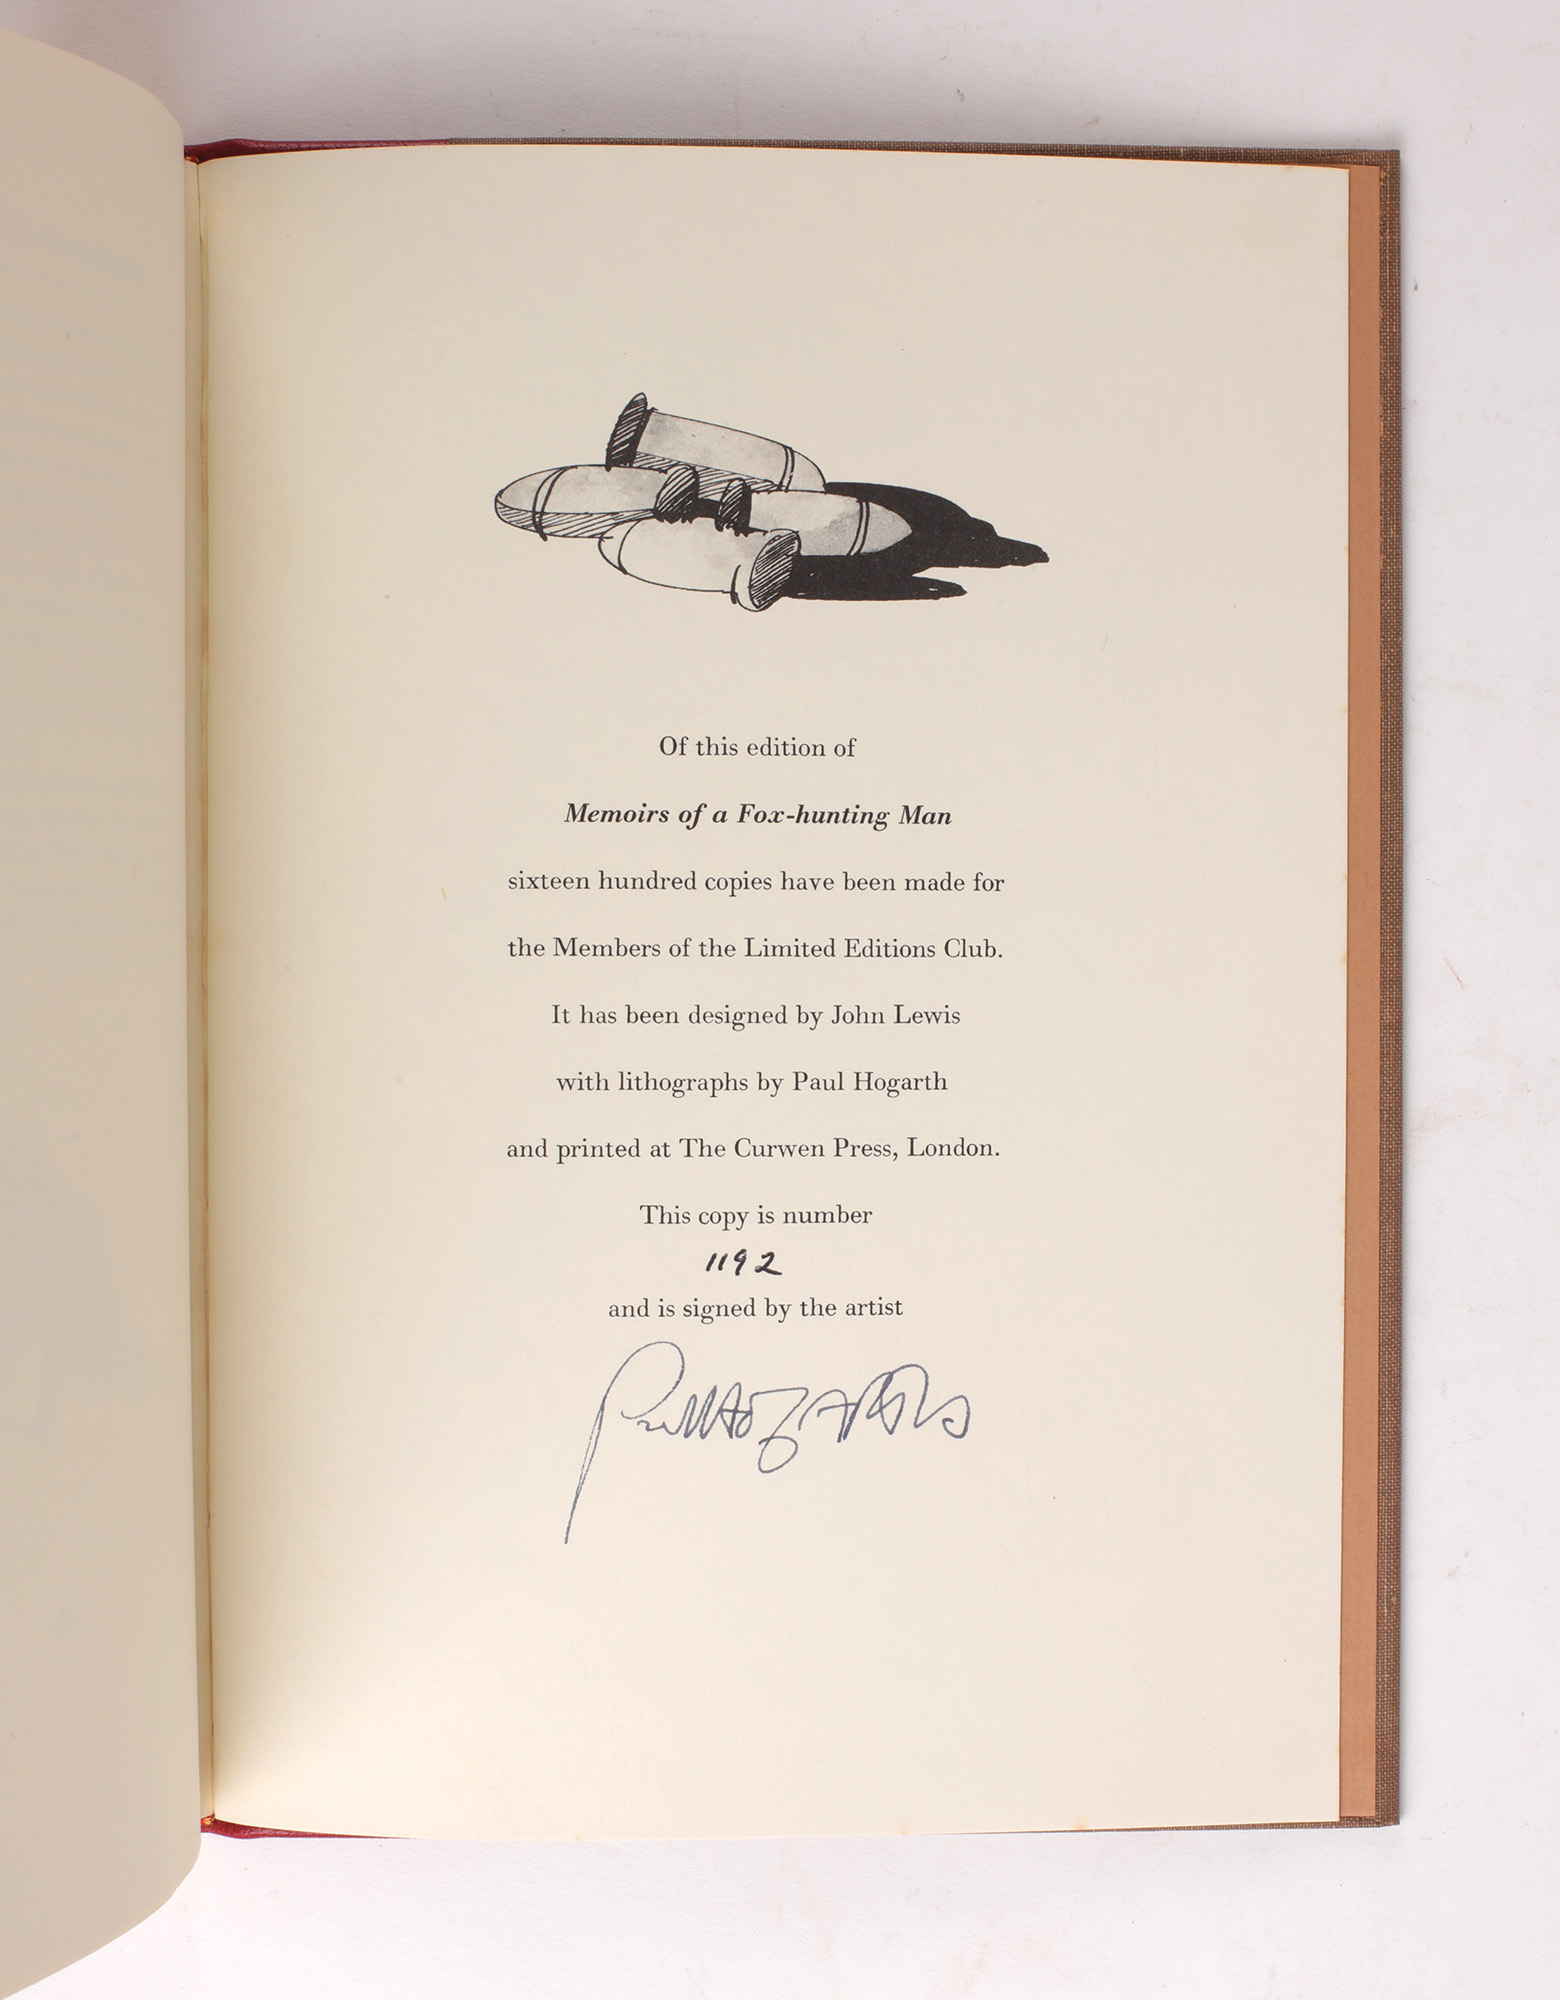 Of this edition of
Memoirs of a Fox-hunting Man
sixteen hundred copies have been made for
the Members of the Limited Editions Club.
It has been designed by John Lewis
with lithographs by Paul Hogarth
and printed at The Curwen Press, London.
This copy is number
1192
and is signed by the artist
Paul Hogarth